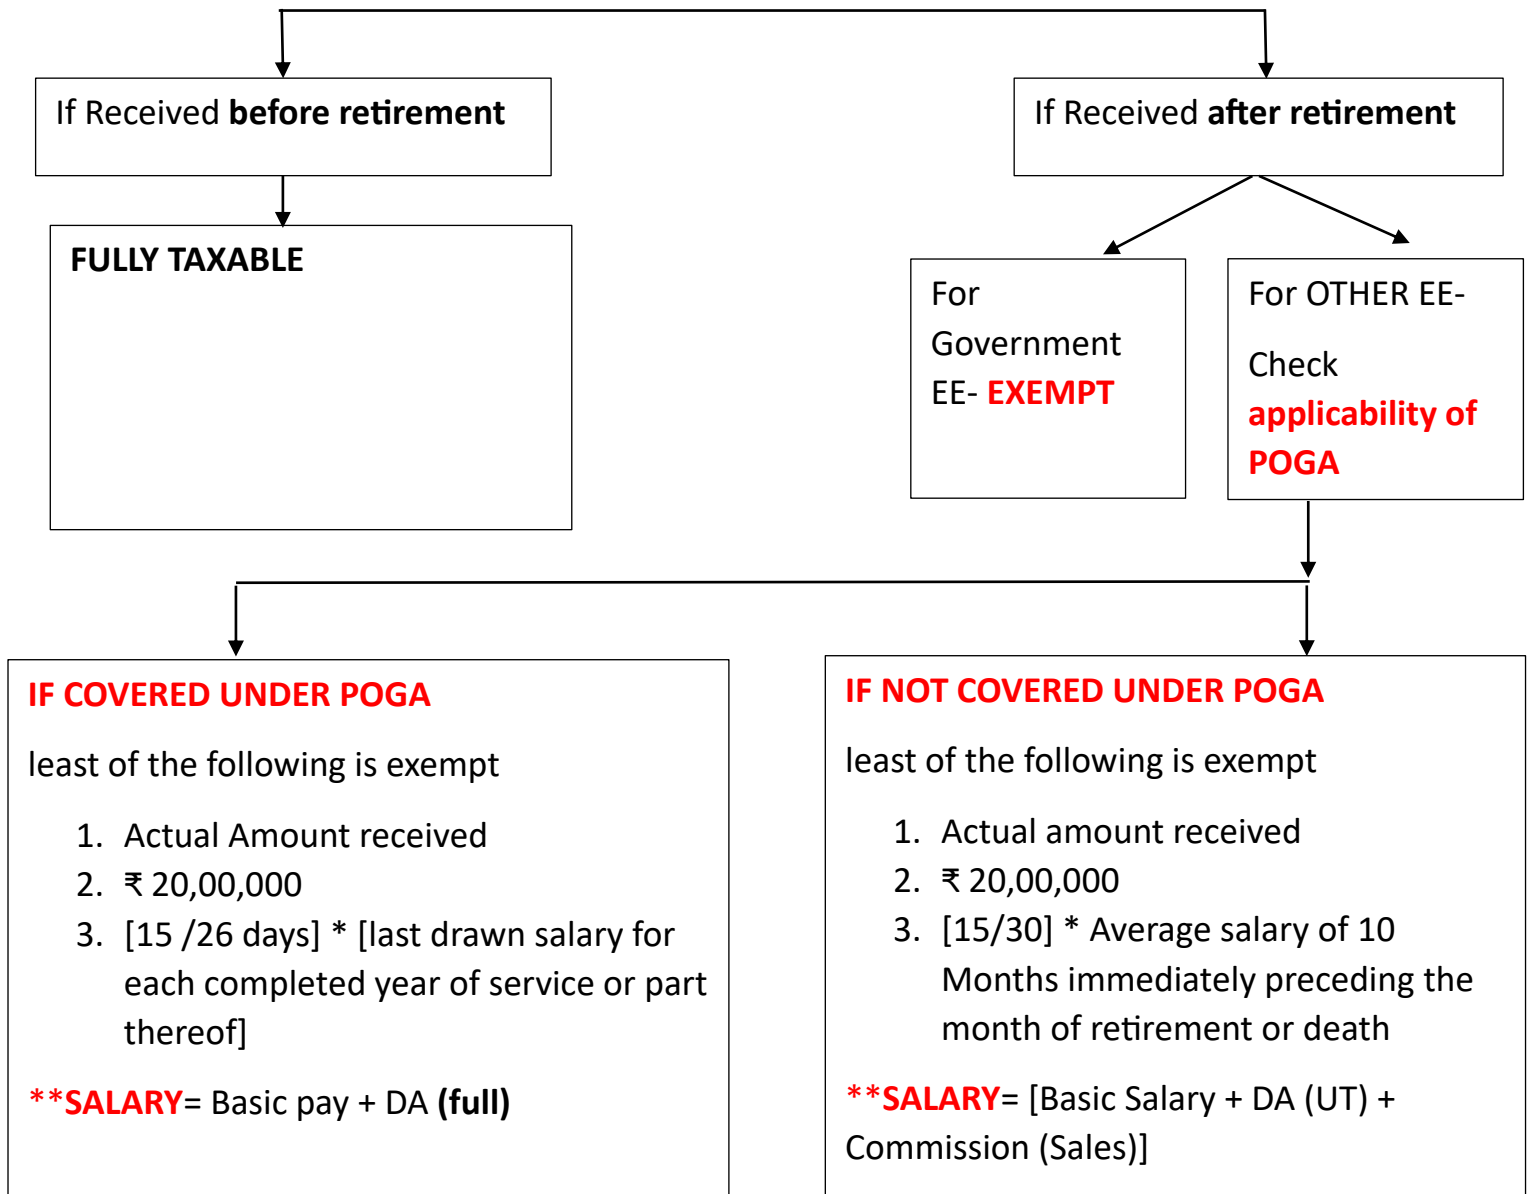 If Received before retirement
If Received after retirement
FULLY TAXABLE
For
Government
EE- EXEMPT
For OTHER EE-
Check
applicability of
POGA
IF COVERED UNDER POGA
least of the following is exempt
1. Actual Amount received
2. ₹ 20,00,000
3. [15 /26 days] * [last drawn salary for
each completed year of service or part
thereof]
**SALARY= Basic pay + DA (full)
IF NOT COVERED UNDER POGA
least of the following is exempt
1. Actual amount received
2. ₹ 20,00,000
3. [15/30] * Average salary of 10
Months immediately preceding the
month of retirement or death
**SALARY= [Basic Salary + DA (UT) +
Commission (Sales)]